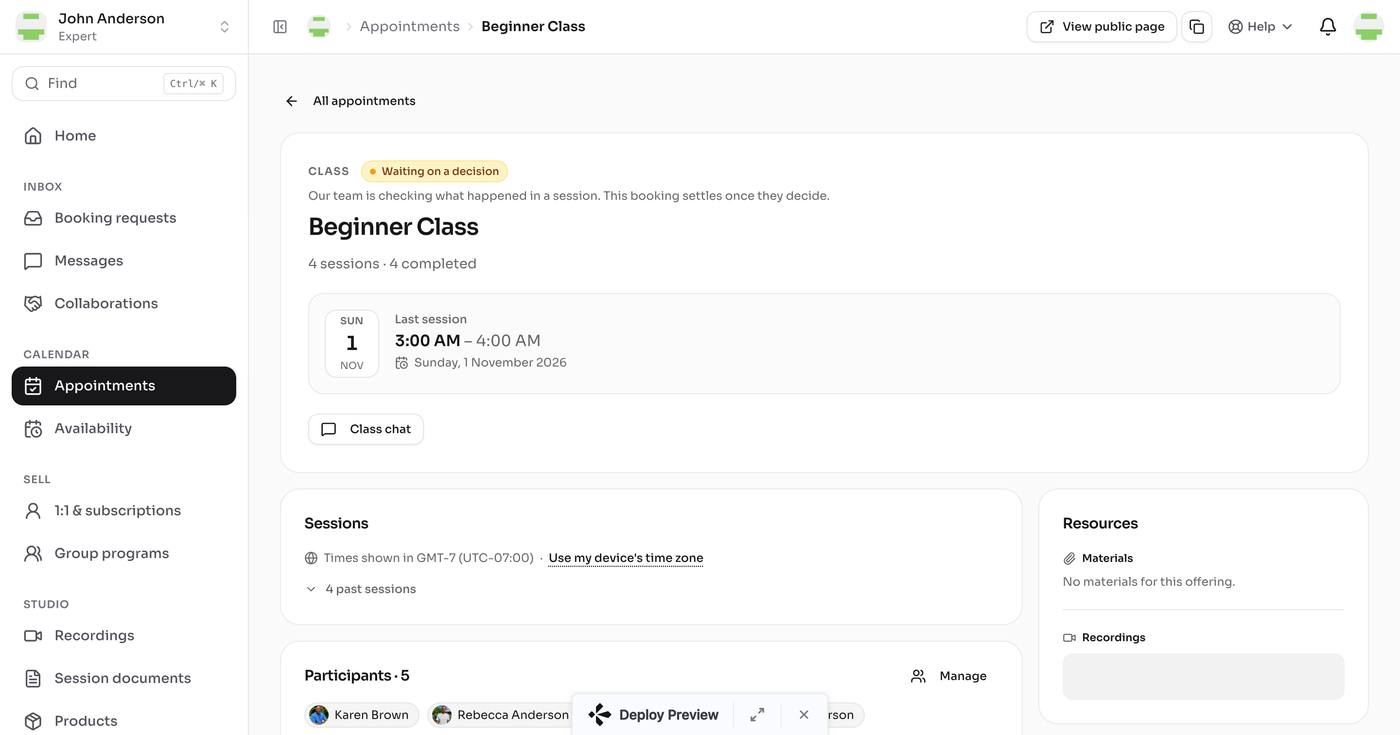 John Anderson
Expert
Appointments
Beginner Class
View public page
Help
Find
Ctrl/⌘ K
Home
INBOX
Booking requests
Messages
Collaborations
CALENDAR
Appointments
Availability
SELL
1:1 & subscriptions
Group programs
STUDIO
Recordings
Session documents
Products
All appointments
CLASS
Waiting on a decision
Our team is checking what happened in a session. This booking settles once they decide.
Beginner Class
4 sessions · 4 completed
SUN
1
NOV
Last session
3:00 AM – 4:00 AM
Sunday, 1 November 2026
Class chat
Sessions
Times shown in GMT-7 (UTC-07:00) · Use my device's time zone
4 past sessions
Participants · 5
Manage
Karen Brown
Rebecca Anderson
Deploy Preview
Resources
Materials
No materials for this offering.
Recordings